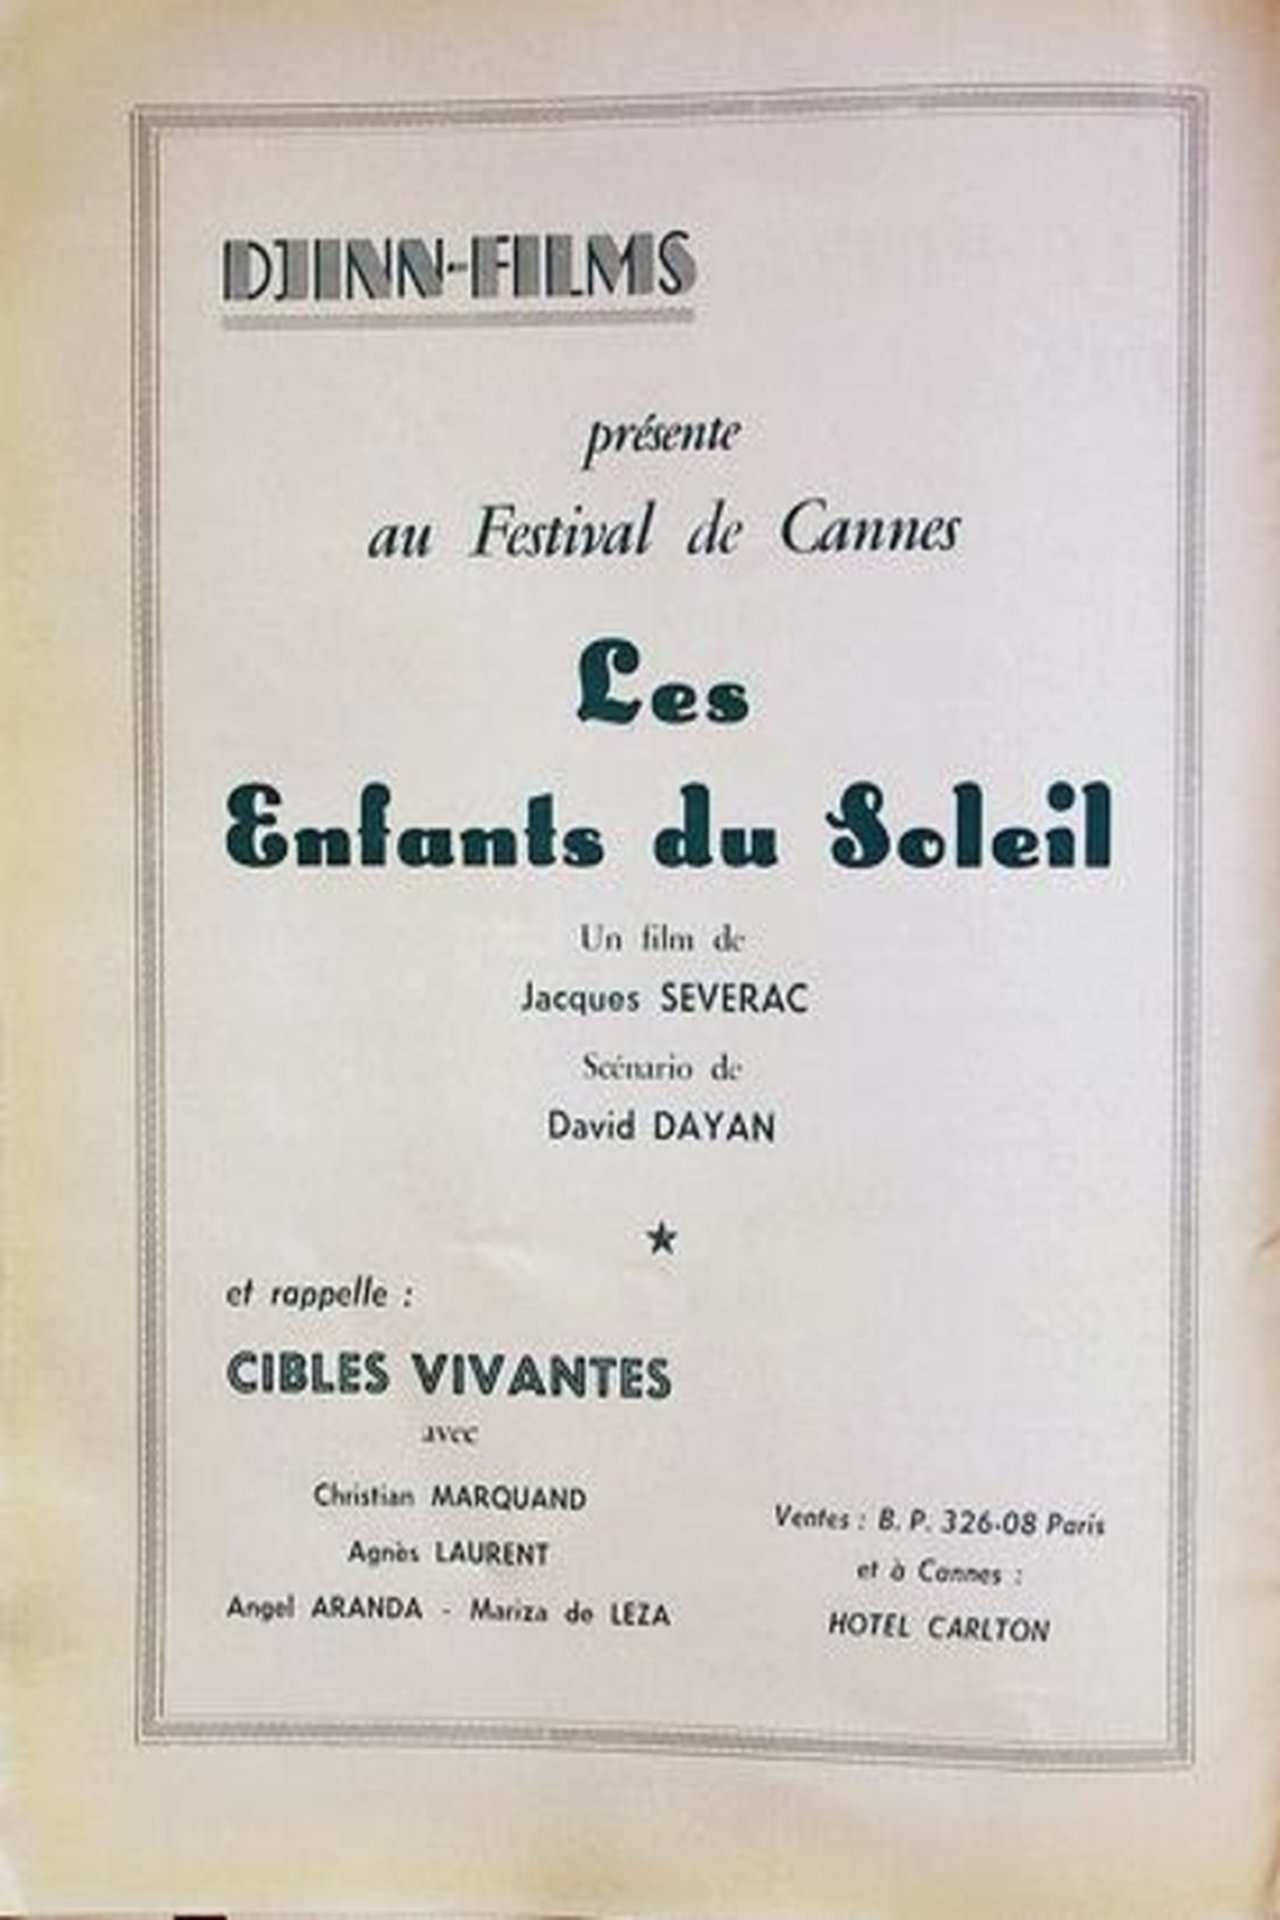 DJINN-FILMS
présente
au Festival de Cannes
Les
Enfants du Soleil
Un film de
Jacques SEVERAC
Scénario de
David DAYAN
★
et rappelle :
CIBLES VIVANTES
avec
Christian MARQUAND
Agnès LAURENT
Angel ARANDA - Mariza de LEZA
Ventes : B. P. 326-08 Paris
et à Cannes :
HOTEL CARLTON